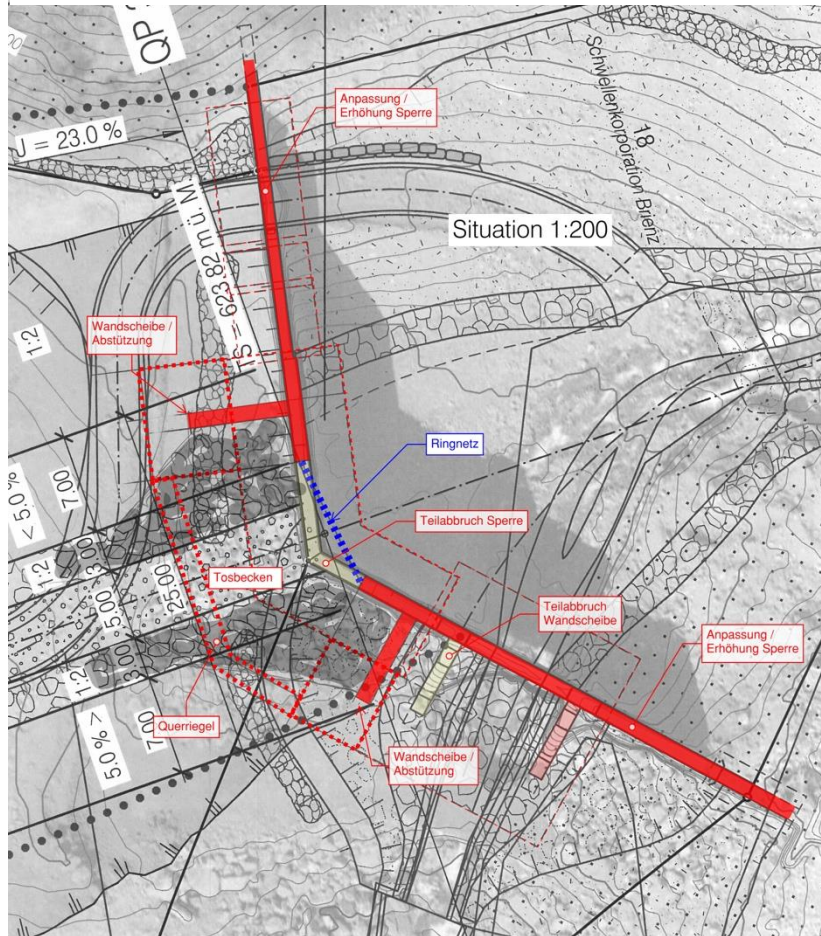 QP
J = 23.0 %
Anpassung /
Erhöhung Sperre
18
Schwellenkorporation Brienz
Situation 1:200
JS = 623.82 m ü.M.
Wandscheibe /
Abstützung
1:2
Ringnetz
< 5.0 %
7.00
Teilabbruch Sperre
1:2
3.00
Tosbecken
5.00
25.00
Teilabbruch
Wandscheibe
Anpassung /
Erhöhung Sperre
3.00
1:2
5.0% >
7.00
Querriegel
Wandscheibe /
Abstützung